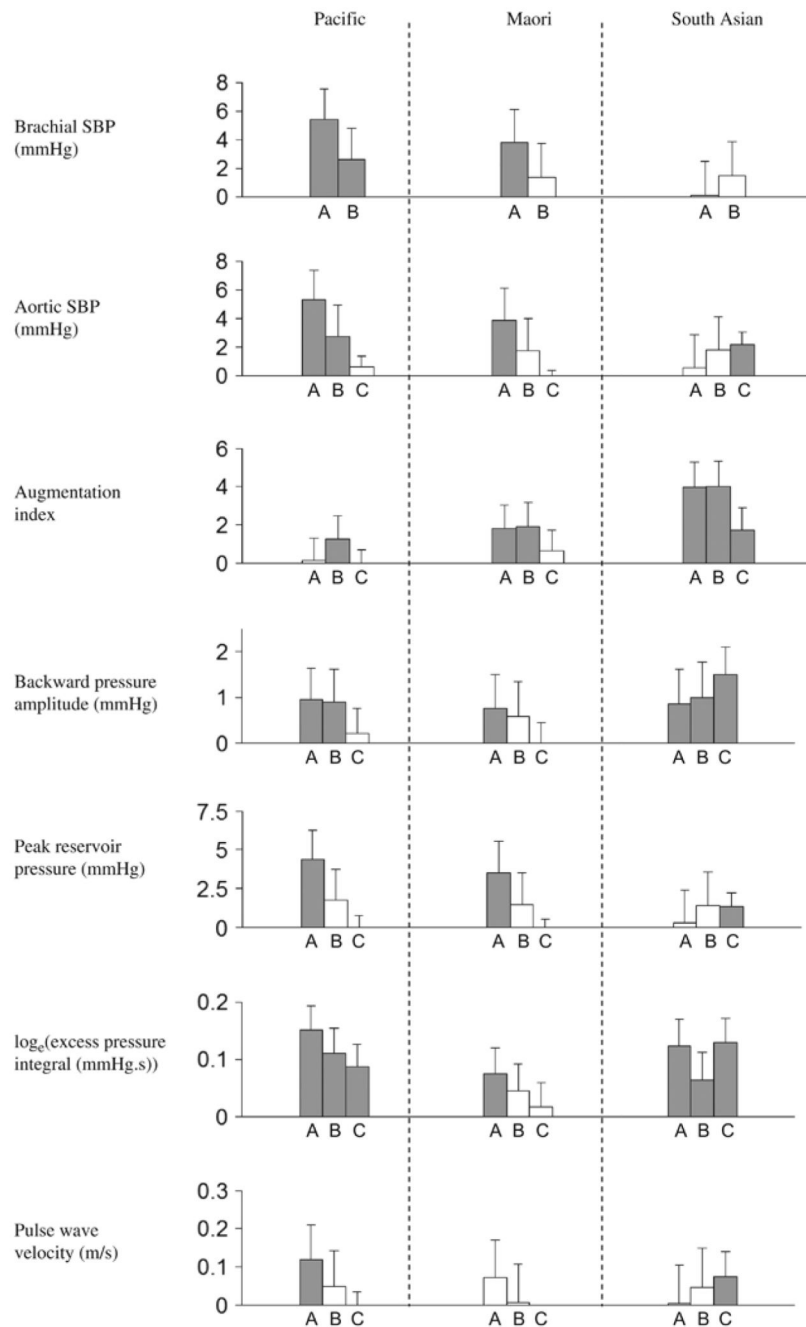 Pacific Maori South Asian
8
6
Brachial SBP
(mmHg)
4
2
0
A B A B A B
8
6
Aortic SBP
(mmHg)
4
2
0
A B C A B C A B C
6
4
Augmentation
index
2
0
A B C A B C A B C
2
Backward pressure
amplitude (mmHg)
1
0
A B C A B C A B C
7.5
Peak reservoir
pressure (mmHg)
5
2.5
0
A B C A B C A B C
0.2
logₑ(excess pressure
integral (mmHg.s))
0.1
0
A B C A B C A B C
0.3
0.2
Pulse wave
velocity (m/s)
0.1
0
A B C A B C A B C